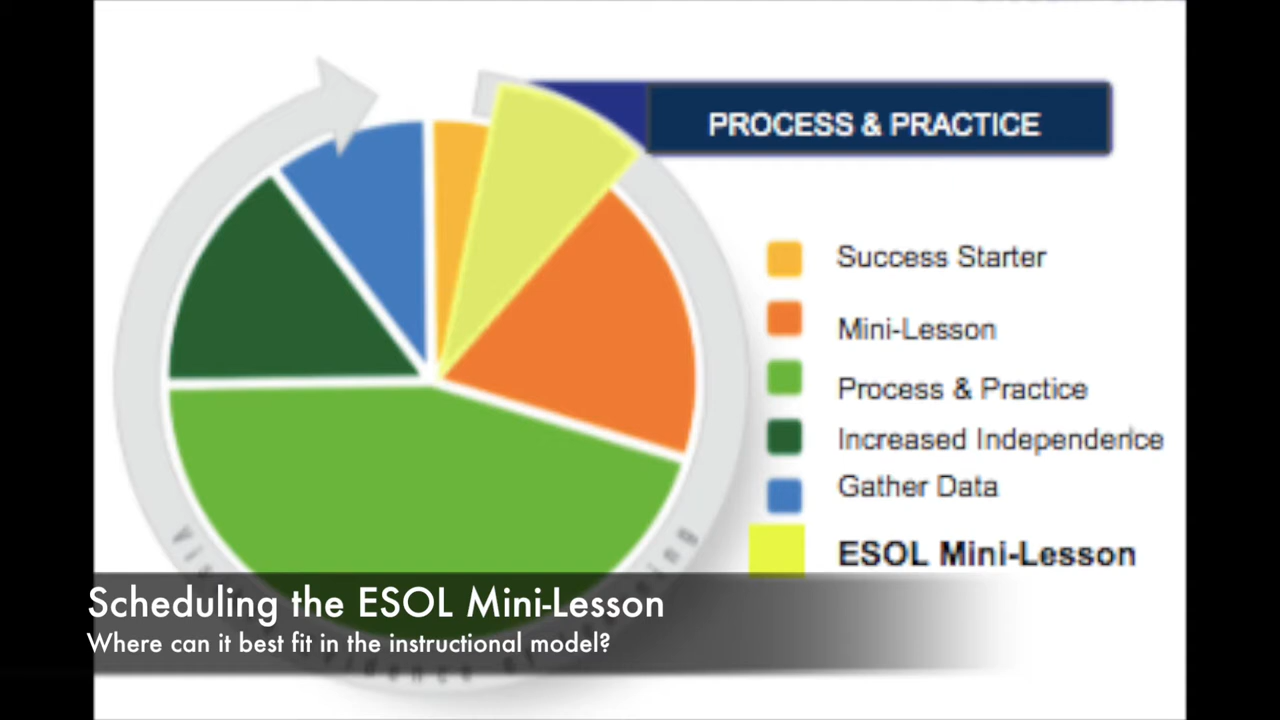 PROCESS & PRACTICE
Success Starter
Mini-Lesson
Process & Practice
Increased Independence
Gather Data
ESOL Mini-Lesson
Scheduling the ESOL Mini-Lesson
Where can it best fit in the instructional model?